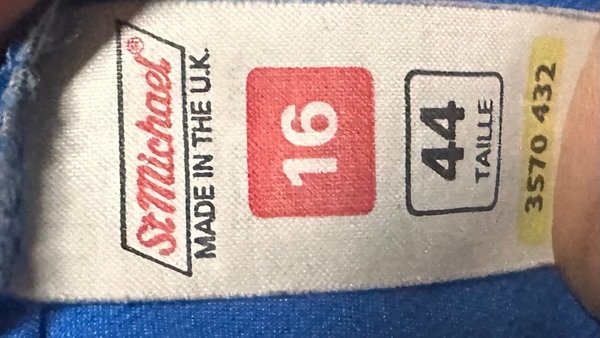 St Michael®
MADE IN THE U.K.
16
44
TAILLE
3570 432